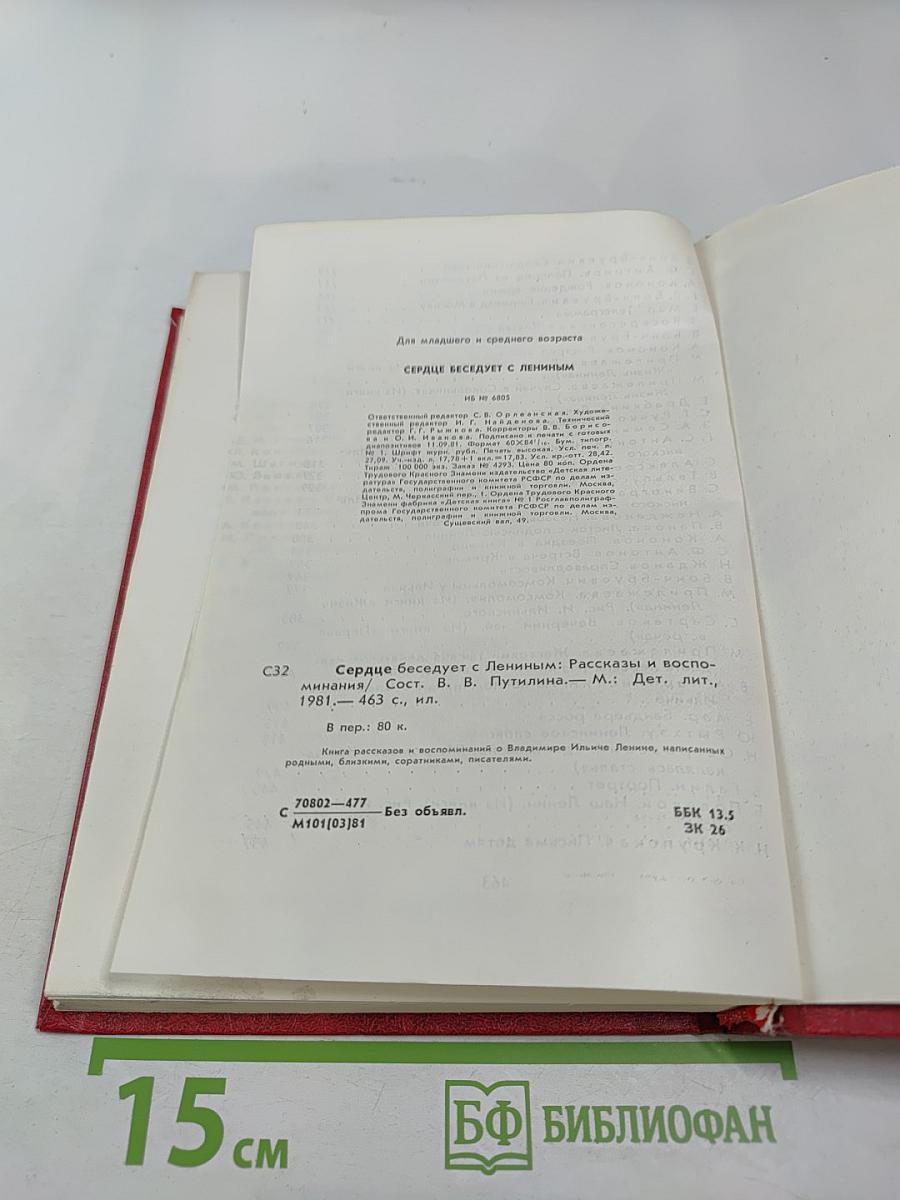 Для младшего и среднего возраста
СЕРДЦЕ БЕСЕДУЕТ С ЛЕНИНЫМ
ИБ № 6805
Ответственный редактор С. В. Орлеанская. Художе-
ственный редактор И. Г. Найденова. Технический
редактор Г. Г. Рыжкова. Корректоры В. В. Борисо-
ва и О. И. Иванова. Подписано к печати с готовых
диапозитивов 11.09.81. Формат 60×84¹/₁₆. Бум. типогр.
№ 1. Шрифт журн. рубл. Печать высокая. Усл. печ. л.
27,09. Уч.-изд. л. 17,78+1 вкл.=17,83. Усл. кр.-отт. 28,42.
Тираж 100 000 экз. Заказ № 4293. Цена 80 коп. Ордена
Трудового Красного Знамени издательство «Детская лите-
ратура» Государственного комитета РСФСР по делам из-
дательств, полиграфии и книжной торговли. Москва,
Центр, М. Черкасский пер., 1. Ордена Трудового Красного
Знамени фабрика «Детская книга» № 1 Росглавполиграф-
прома Государственного комитета РСФСР по делам из-
дательств, полиграфии и книжной торговли. Москва,
Сущевский вал, 49.
С32 Сердце беседует с Лениным: Рассказы и воспо-
минания/ Сост. В. В. Путилина.— М.: Дет. лит.,
1981.— 463 с., ил.
В пер.: 80 к.
Книга рассказов и воспоминаний о Владимире Ильиче Ленине, написанных
родными, близкими, соратниками, писателями.
С 70802—477
М101(03)81 Без объявл.
ББК 13.5
ЗК 26
15 см
БФ БИБЛИОФАН